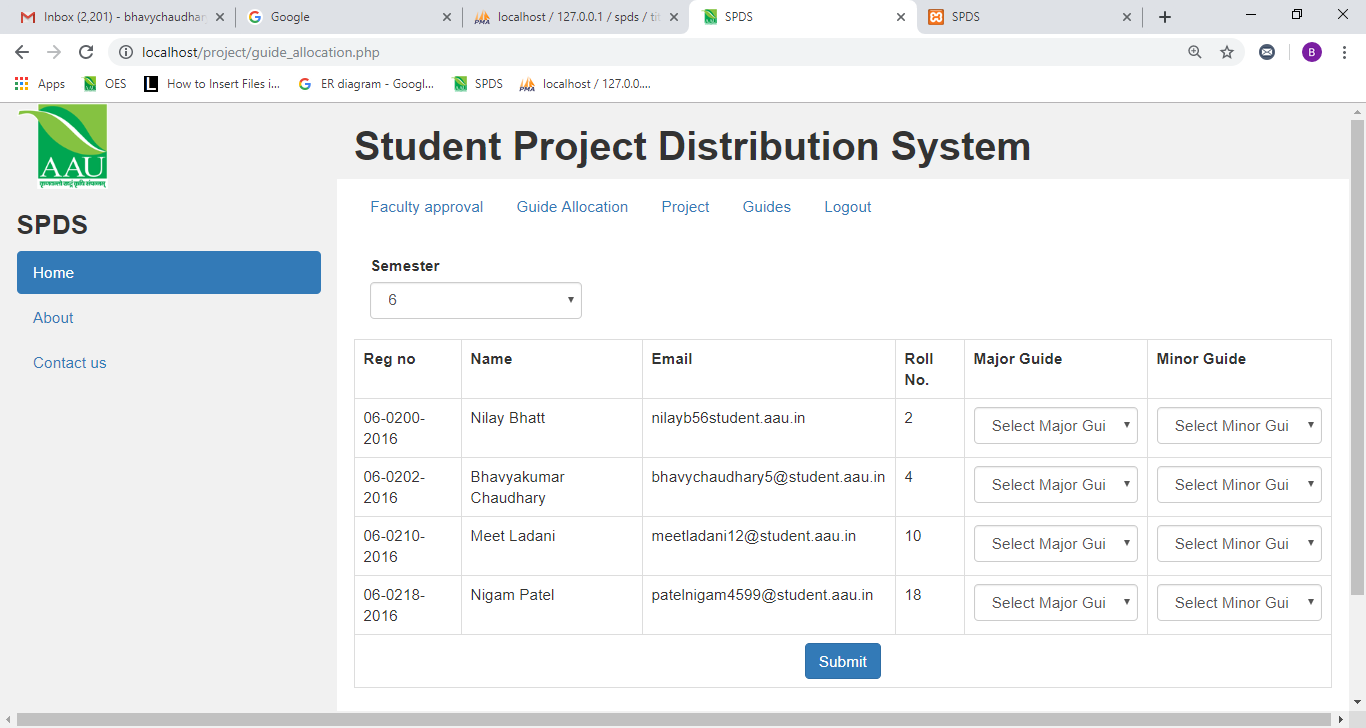 Inbox (2,201) - bhavychaudhar
Google
localhost / 127.0.0.1 / spds / tit
SPDS
SPDS
localhost/project/guide_allocation.php
B
Apps
OES
How to Insert Files i...
ER diagram - Googl...
SPDS
localhost / 127.0.0....
AAU
Student Project Distribution System
SPDS
Home
About
Contact us
Faculty approval
Guide Allocation
Project
Guides
Logout
Semester
6
Reg no Name Email Roll No. Major Guide Minor Guide
06-0200-2016 Nilay Bhatt nilayb56student.aau.in 2 Select Major Gui Select Minor Gui
06-0202-2016 Bhavyakumar Chaudhary bhavychaudhary5@student.aau.in 4 Select Major Gui Select Minor Gui
06-0210-2016 Meet Ladani meetladani12@student.aau.in 10 Select Major Gui Select Minor Gui
06-0218-2016 Nigam Patel patelnigam4599@student.aau.in 18 Select Major Gui Select Minor Gui
Submit